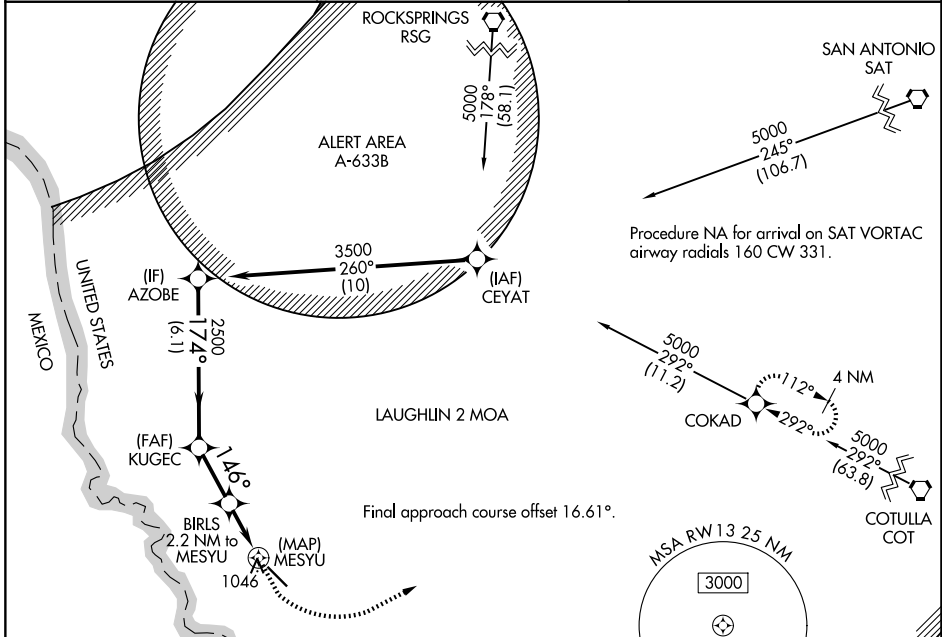 ROCKSPRINGS
RSG
5000
178°
(58.1)
SAN ANTONIO
SAT
5000
245°
(106.7)
ALERT AREA
A-633B
Procedure NA for arrival on SAT VORTAC
airway radials 160 CW 331.
3500
260°
(10)
(IAF)
CEYAT
(IF)
AZOBE
2500
174°
(6.1)
UNITED STATES
MEXICO
5000
292°
(11.2)
112°
4 NM
COKAD
292°
5000
292°
(63.8)
COTULLA
COT
LAUGHLIN 2 MOA
(FAF)
KUGEC
146°
Final approach course offset 16.61°.
BIRLS
2.2 NM to
MESYU
(MAP)
MESYU
1046
MSA RW13 25 NM
3000